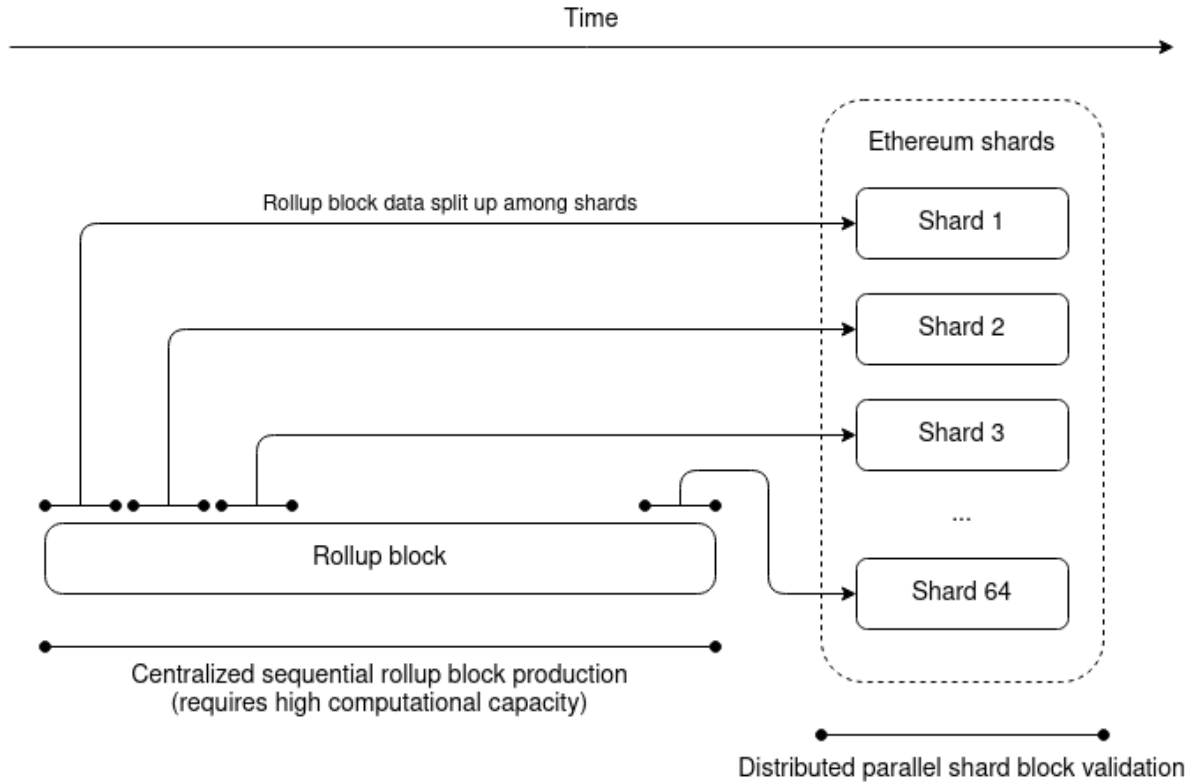 Time
Ethereum shards
Rollup block data split up among shards
Shard 1
Shard 2
Shard 3
...
Rollup block
Shard 64
Centralized sequential rollup block production
(requires high computational capacity)
Distributed parallel shard block validation